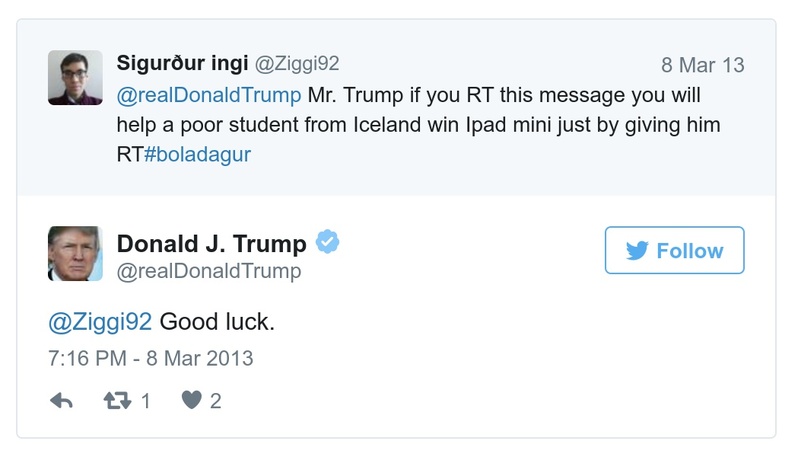 Sigurður ingi @Ziggi92 8 Mar 13
@realDonaldTrump Mr. Trump if you RT this message you will
help a poor student from Iceland win Ipad mini just by giving him
RT#boladagur
Donald J. Trump
@realDonaldTrump
Follow
@Ziggi92 Good luck.
7:16 PM - 8 Mar 2013
1 2